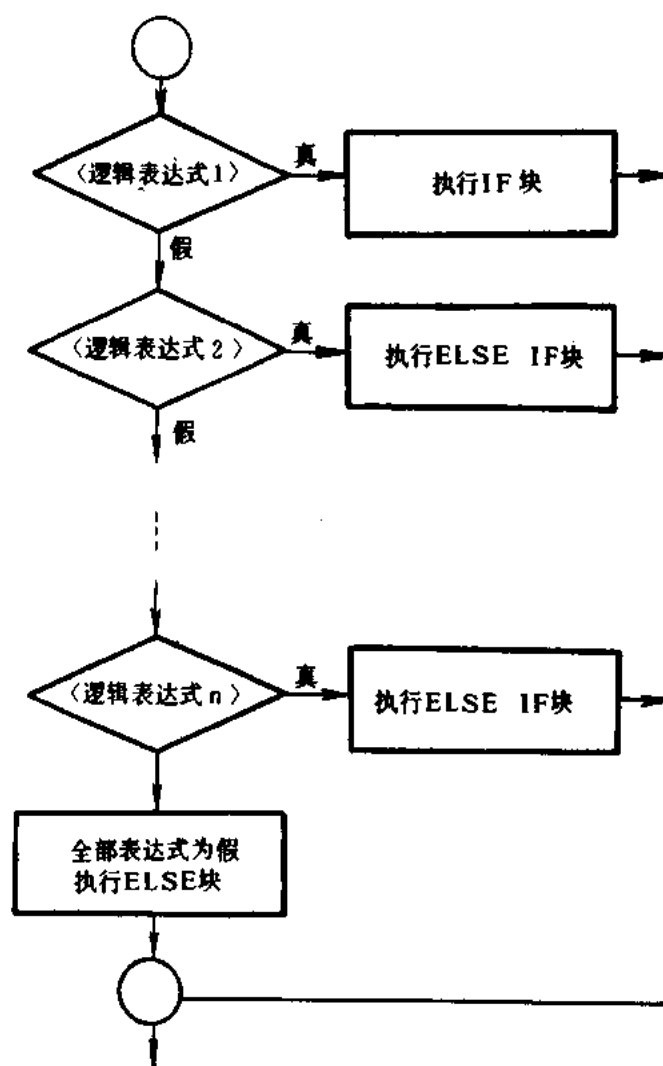 〈逻辑表达式1〉
真
执行IF块
假
〈逻辑表达式2〉
真
执行ELSE IF块
假
〈逻辑表达式n〉
真
执行ELSE IF块
全部表达式为假
执行ELSE块